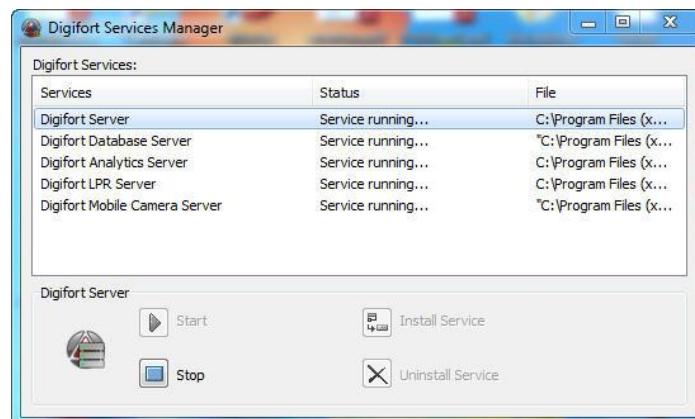 Digifort Services Manager
Digifort Services:
Services Status File
Digifort Server Service running... C:\Program Files (x...
Digifort Database Server Service running... "C:\Program Files (x...
Digifort Analytics Server Service running... C:\Program Files (x...
Digifort LPR Server Service running... C:\Program Files (x...
Digifort Mobile Camera Server Service running... "C:\Program Files (x...
Digifort Server
Start Install Service
Stop Uninstall Service